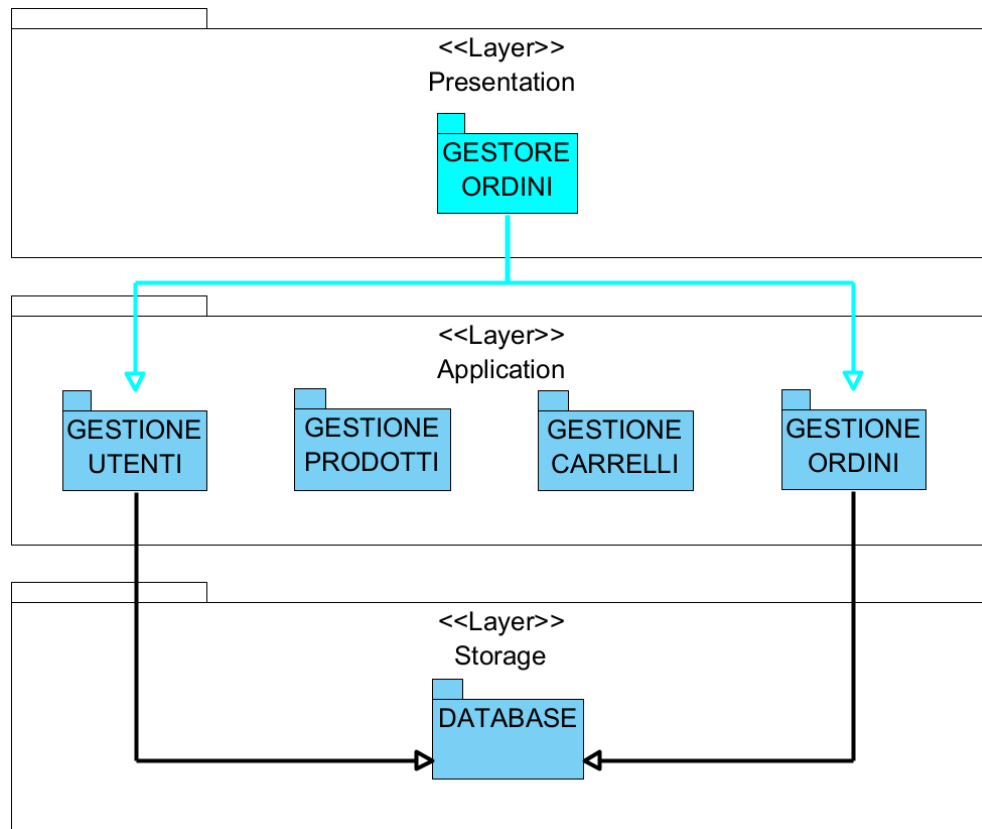 <<Layer>>
Presentation
GESTORE
ORDINI
<<Layer>>
Application
GESTIONE
UTENTI
GESTIONE
PRODOTTI
GESTIONE
CARRELLI
GESTIONE
ORDINI
<<Layer>>
Storage
DATABASE